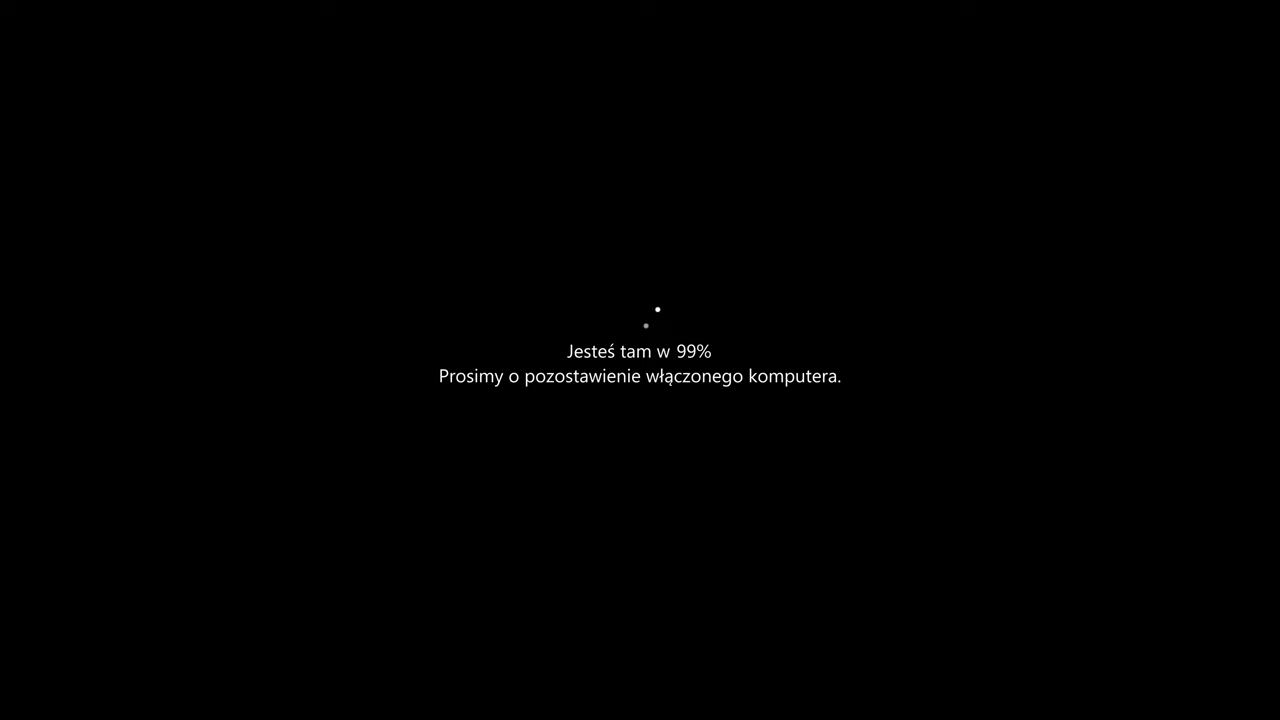 Jesteś tam w 99%
Prosimy o pozostawienie włączonego komputera.